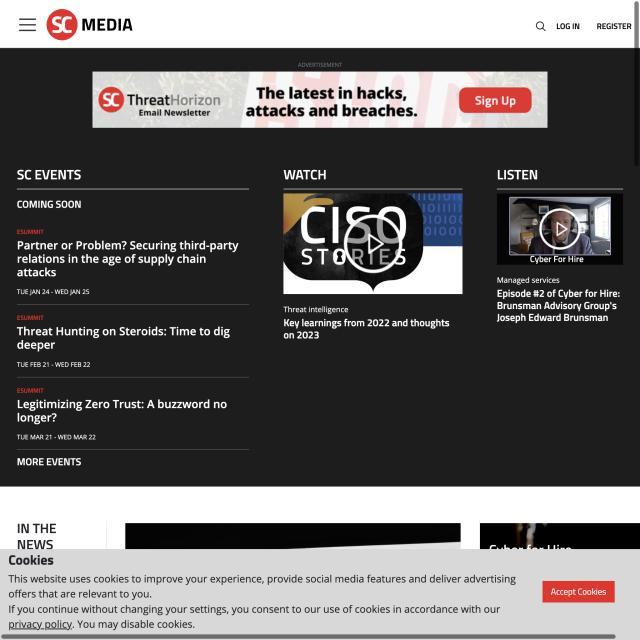 SC MEDIA
LOG IN
REGISTER
ADVERTISEMENT
SC ThreatHorizon
Email Newsletter
The latest in hacks,
attacks and breaches.
Sign Up
SC EVENTS
COMING SOON
ESUMMIT
Partner or Problem? Securing third-party
relations in the age of supply chain
attacks
TUE JAN 24 - WED JAN 25
ESUMMIT
Threat Hunting on Steroids: Time to dig
deeper
TUE FEB 21 - WED FEB 22
ESUMMIT
Legitimizing Zero Trust: A buzzword no
longer?
TUE MAR 21 - WED MAR 22
MORE EVENTS
WATCH
CISO
STORIES
Threat intelligence
Key learnings from 2022 and thoughts
on 2023
LISTEN
Cyber For Hire
Managed services
Episode #2 of Cyber for Hire:
Brunsman Advisory Group's
Joseph Edward Brunsman
IN THE
NEWS
Cyber for Hire
Cookies
This website uses cookies to improve your experience, provide social media features and deliver advertising
offers that are relevant to you.
If you continue without changing your settings, you consent to our use of cookies in accordance with our
privacy policy. You may disable cookies.
Accept Cookies